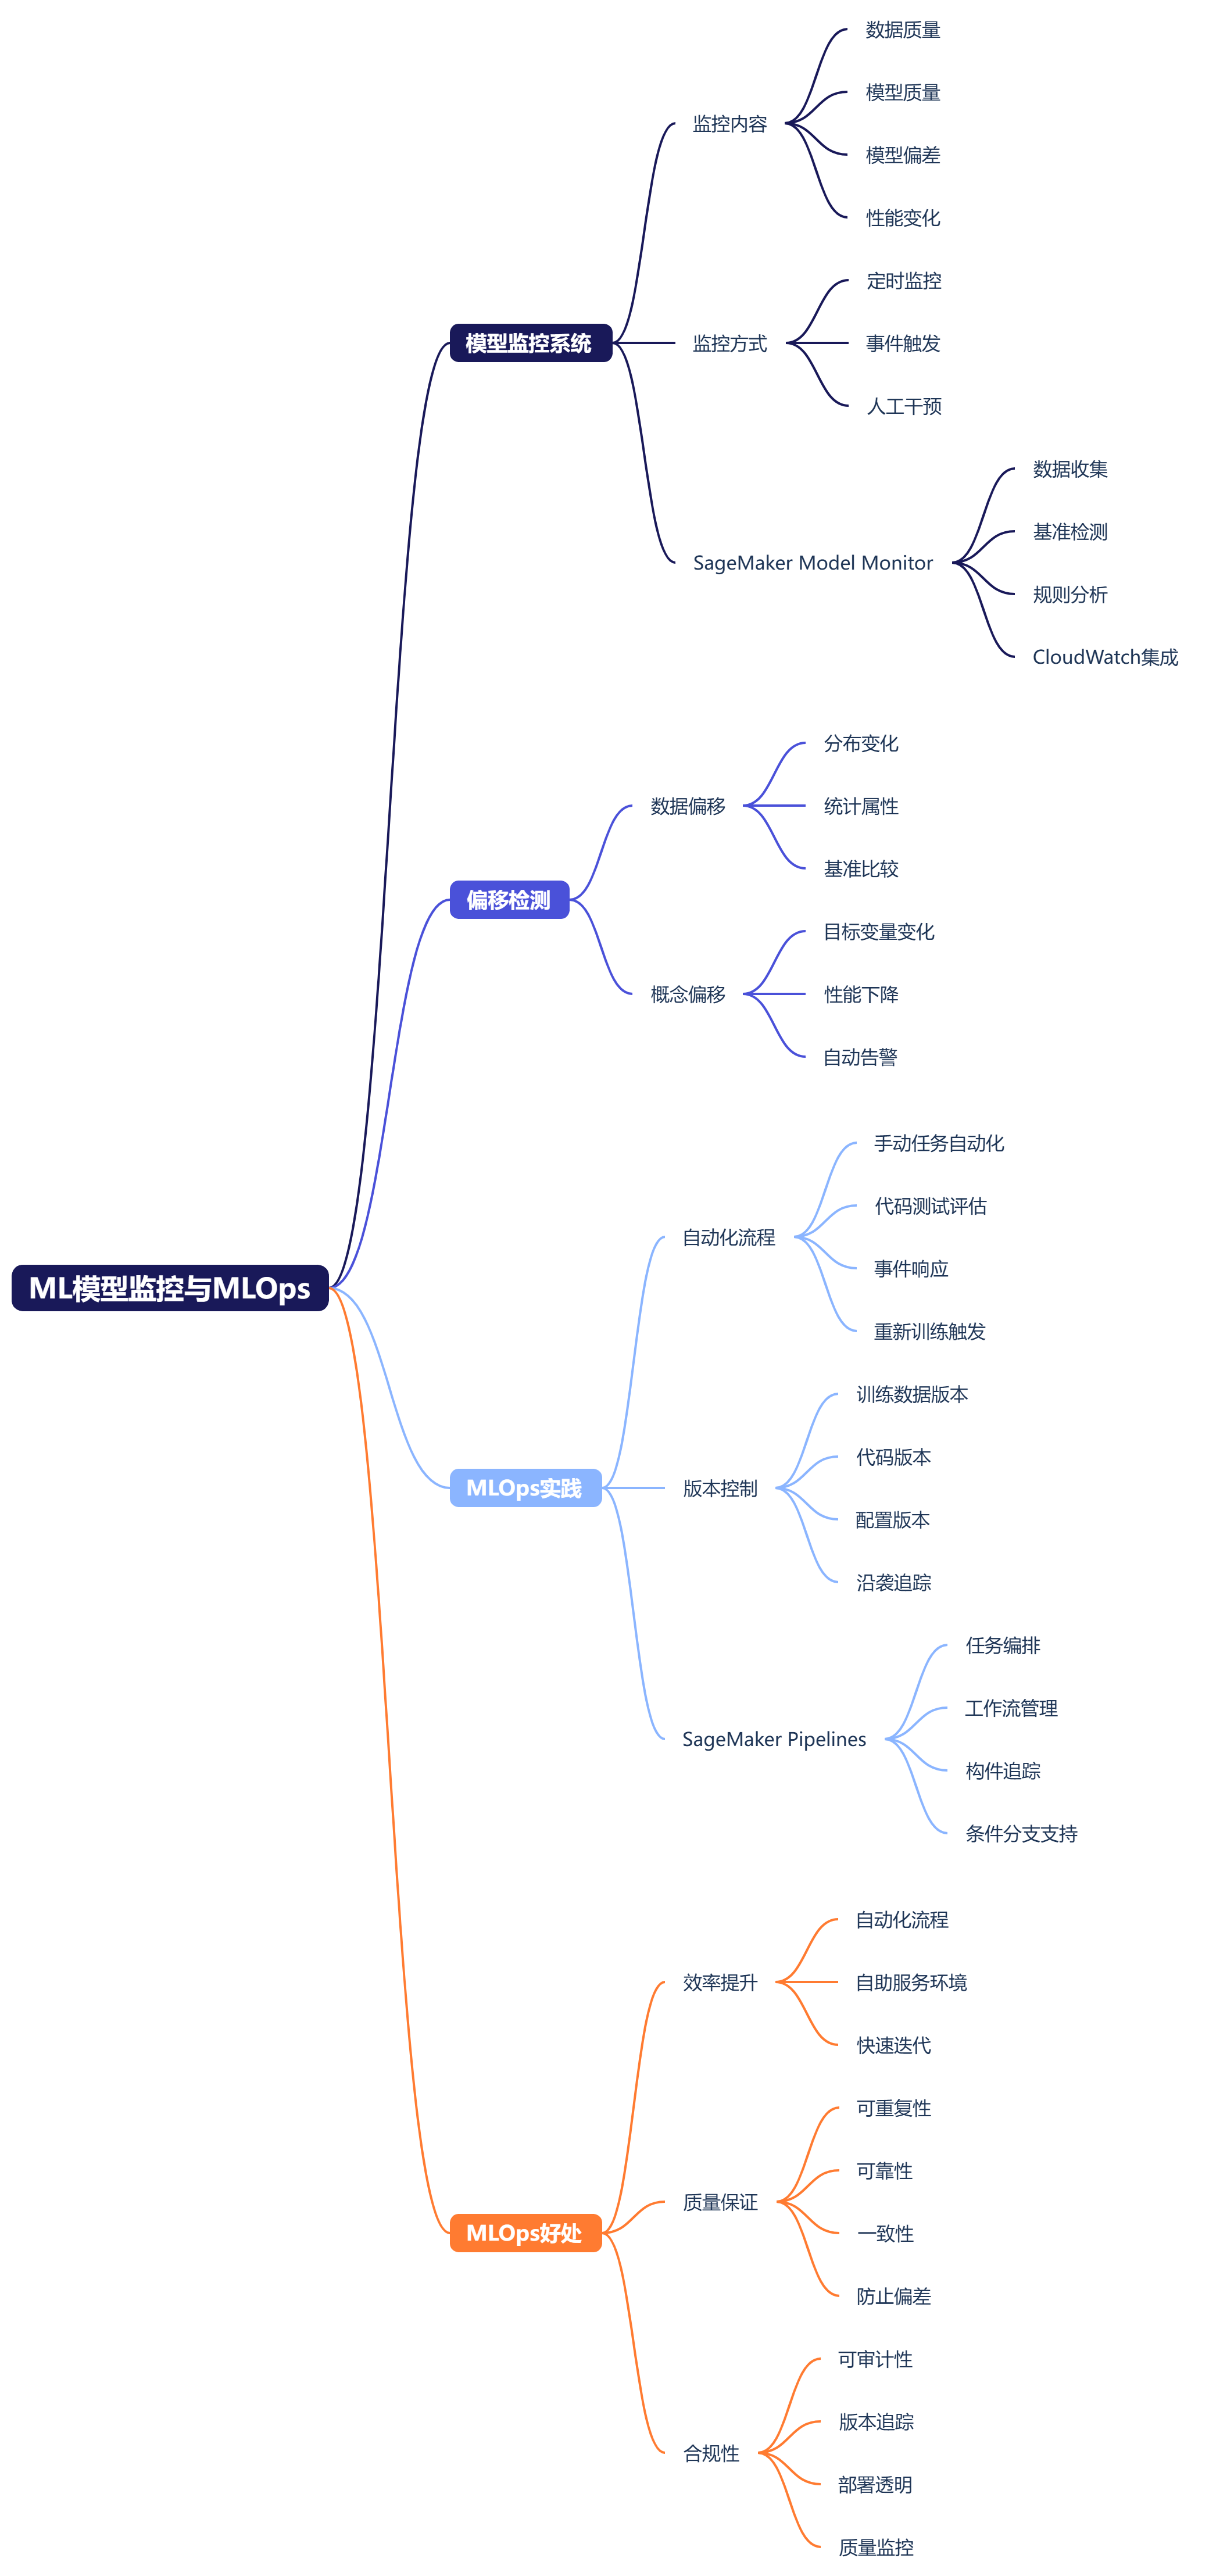 ML模型监控与MLOps
模型监控系统
监控内容
数据质量
模型质量
模型偏差
性能变化
监控方式
定时监控
事件触发
人工干预
SageMaker Model Monitor
数据收集
基准检测
规则分析
CloudWatch集成
偏移检测
数据偏移
分布变化
统计属性
基准比较
概念偏移
目标变量变化
性能下降
自动告警
MLOps实践
自动化流程
手动任务自动化
代码测试评估
事件响应
重新训练触发
版本控制
训练数据版本
代码版本
配置版本
沿袭追踪
SageMaker Pipelines
任务编排
工作流管理
构件追踪
条件分支支持
MLOps好处
效率提升
自动化流程
自助服务环境
快速迭代
质量保证
可重复性
可靠性
一致性
防止偏差
合规性
可审计性
版本追踪
部署透明
质量监控